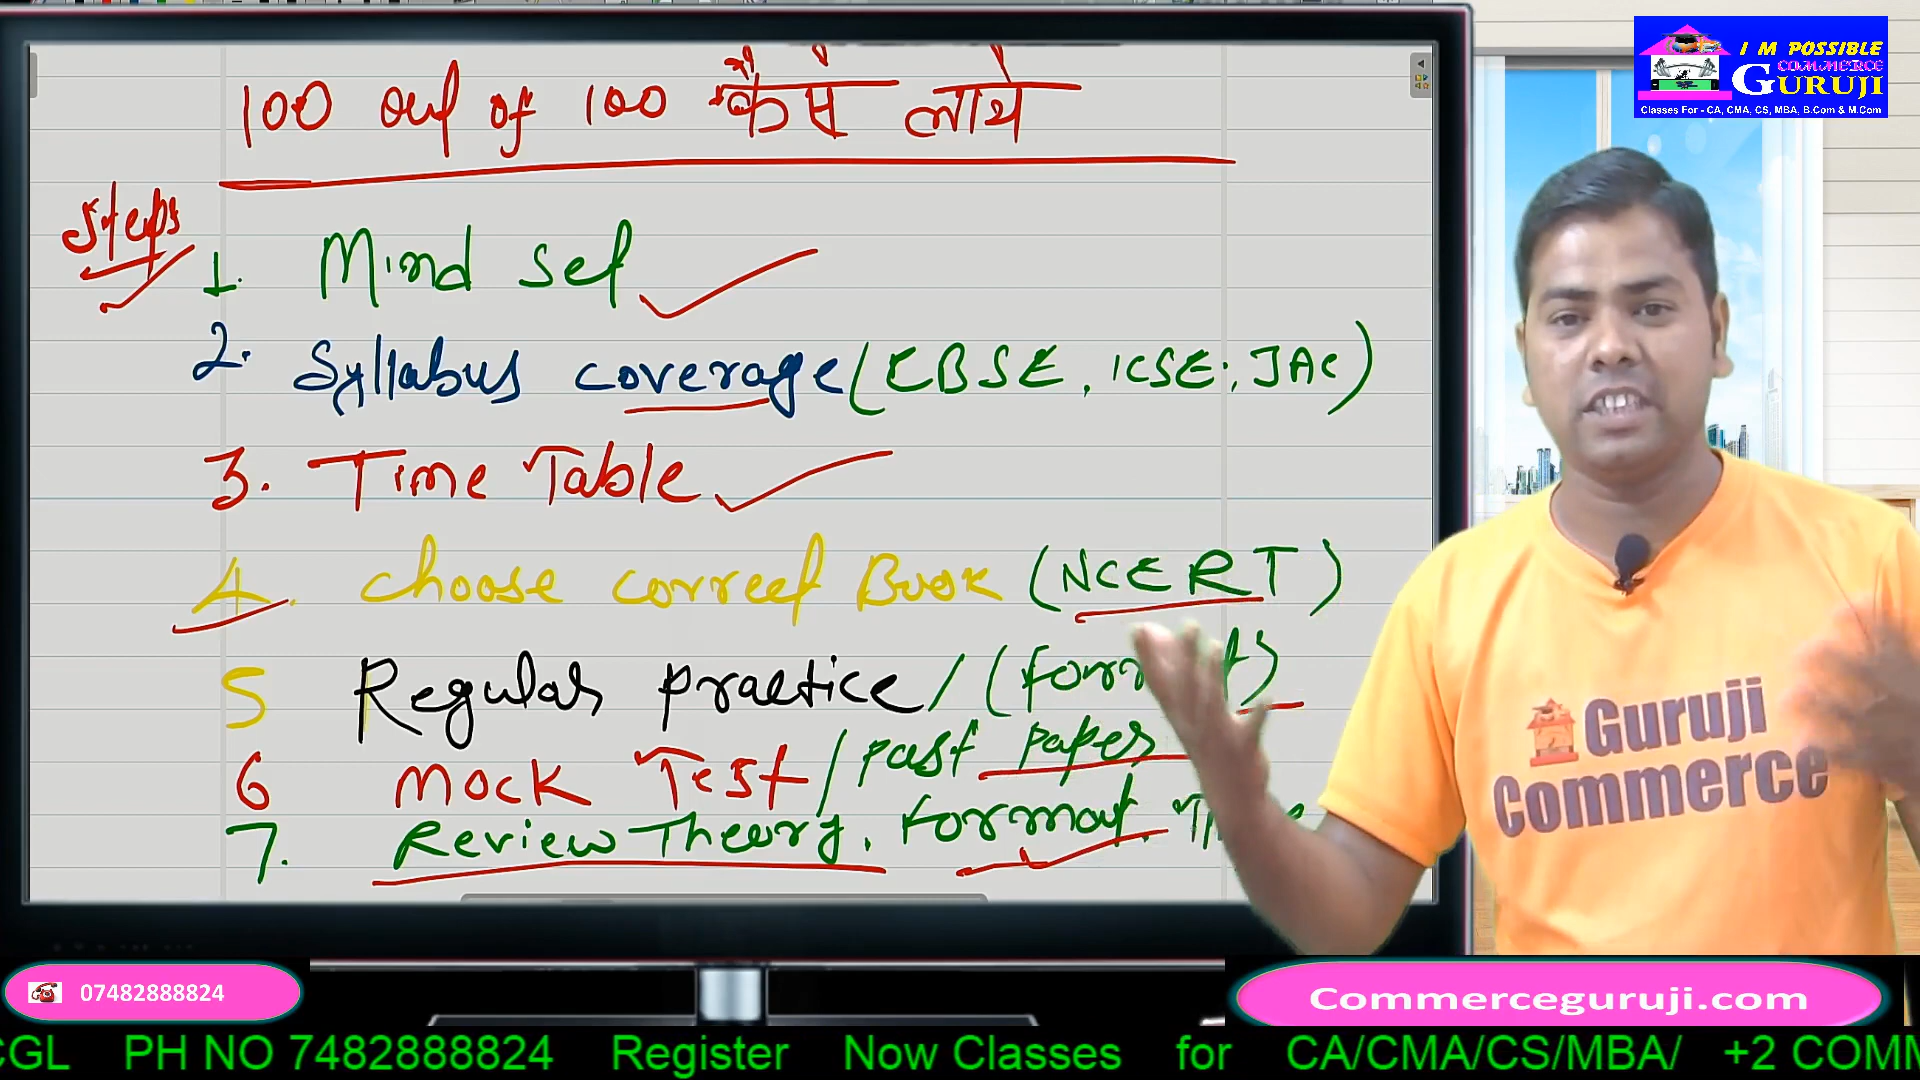 I M POSSIBLE
COMMERCE
GURUJI
Classes For - CA, CMA, CS, MBA, B.Com & M.Com
100 out of 100 कैसे लाये
Steps
1. Mind Set
2. Syllabus coverage (CBSE, ICSE, JAC)
3. Time Table
4. Choose correct Book (NCERT)
5 Regular Practice / (Format)
6 Mock Test / Past Paper
7. Review Theory, Format,
Guruji
Commerce
07482888824
Commerceguruji.com
CGL PH NO 7482888824 Register Now Classes for CA/CMA/CS/MBA/ +2 COMM